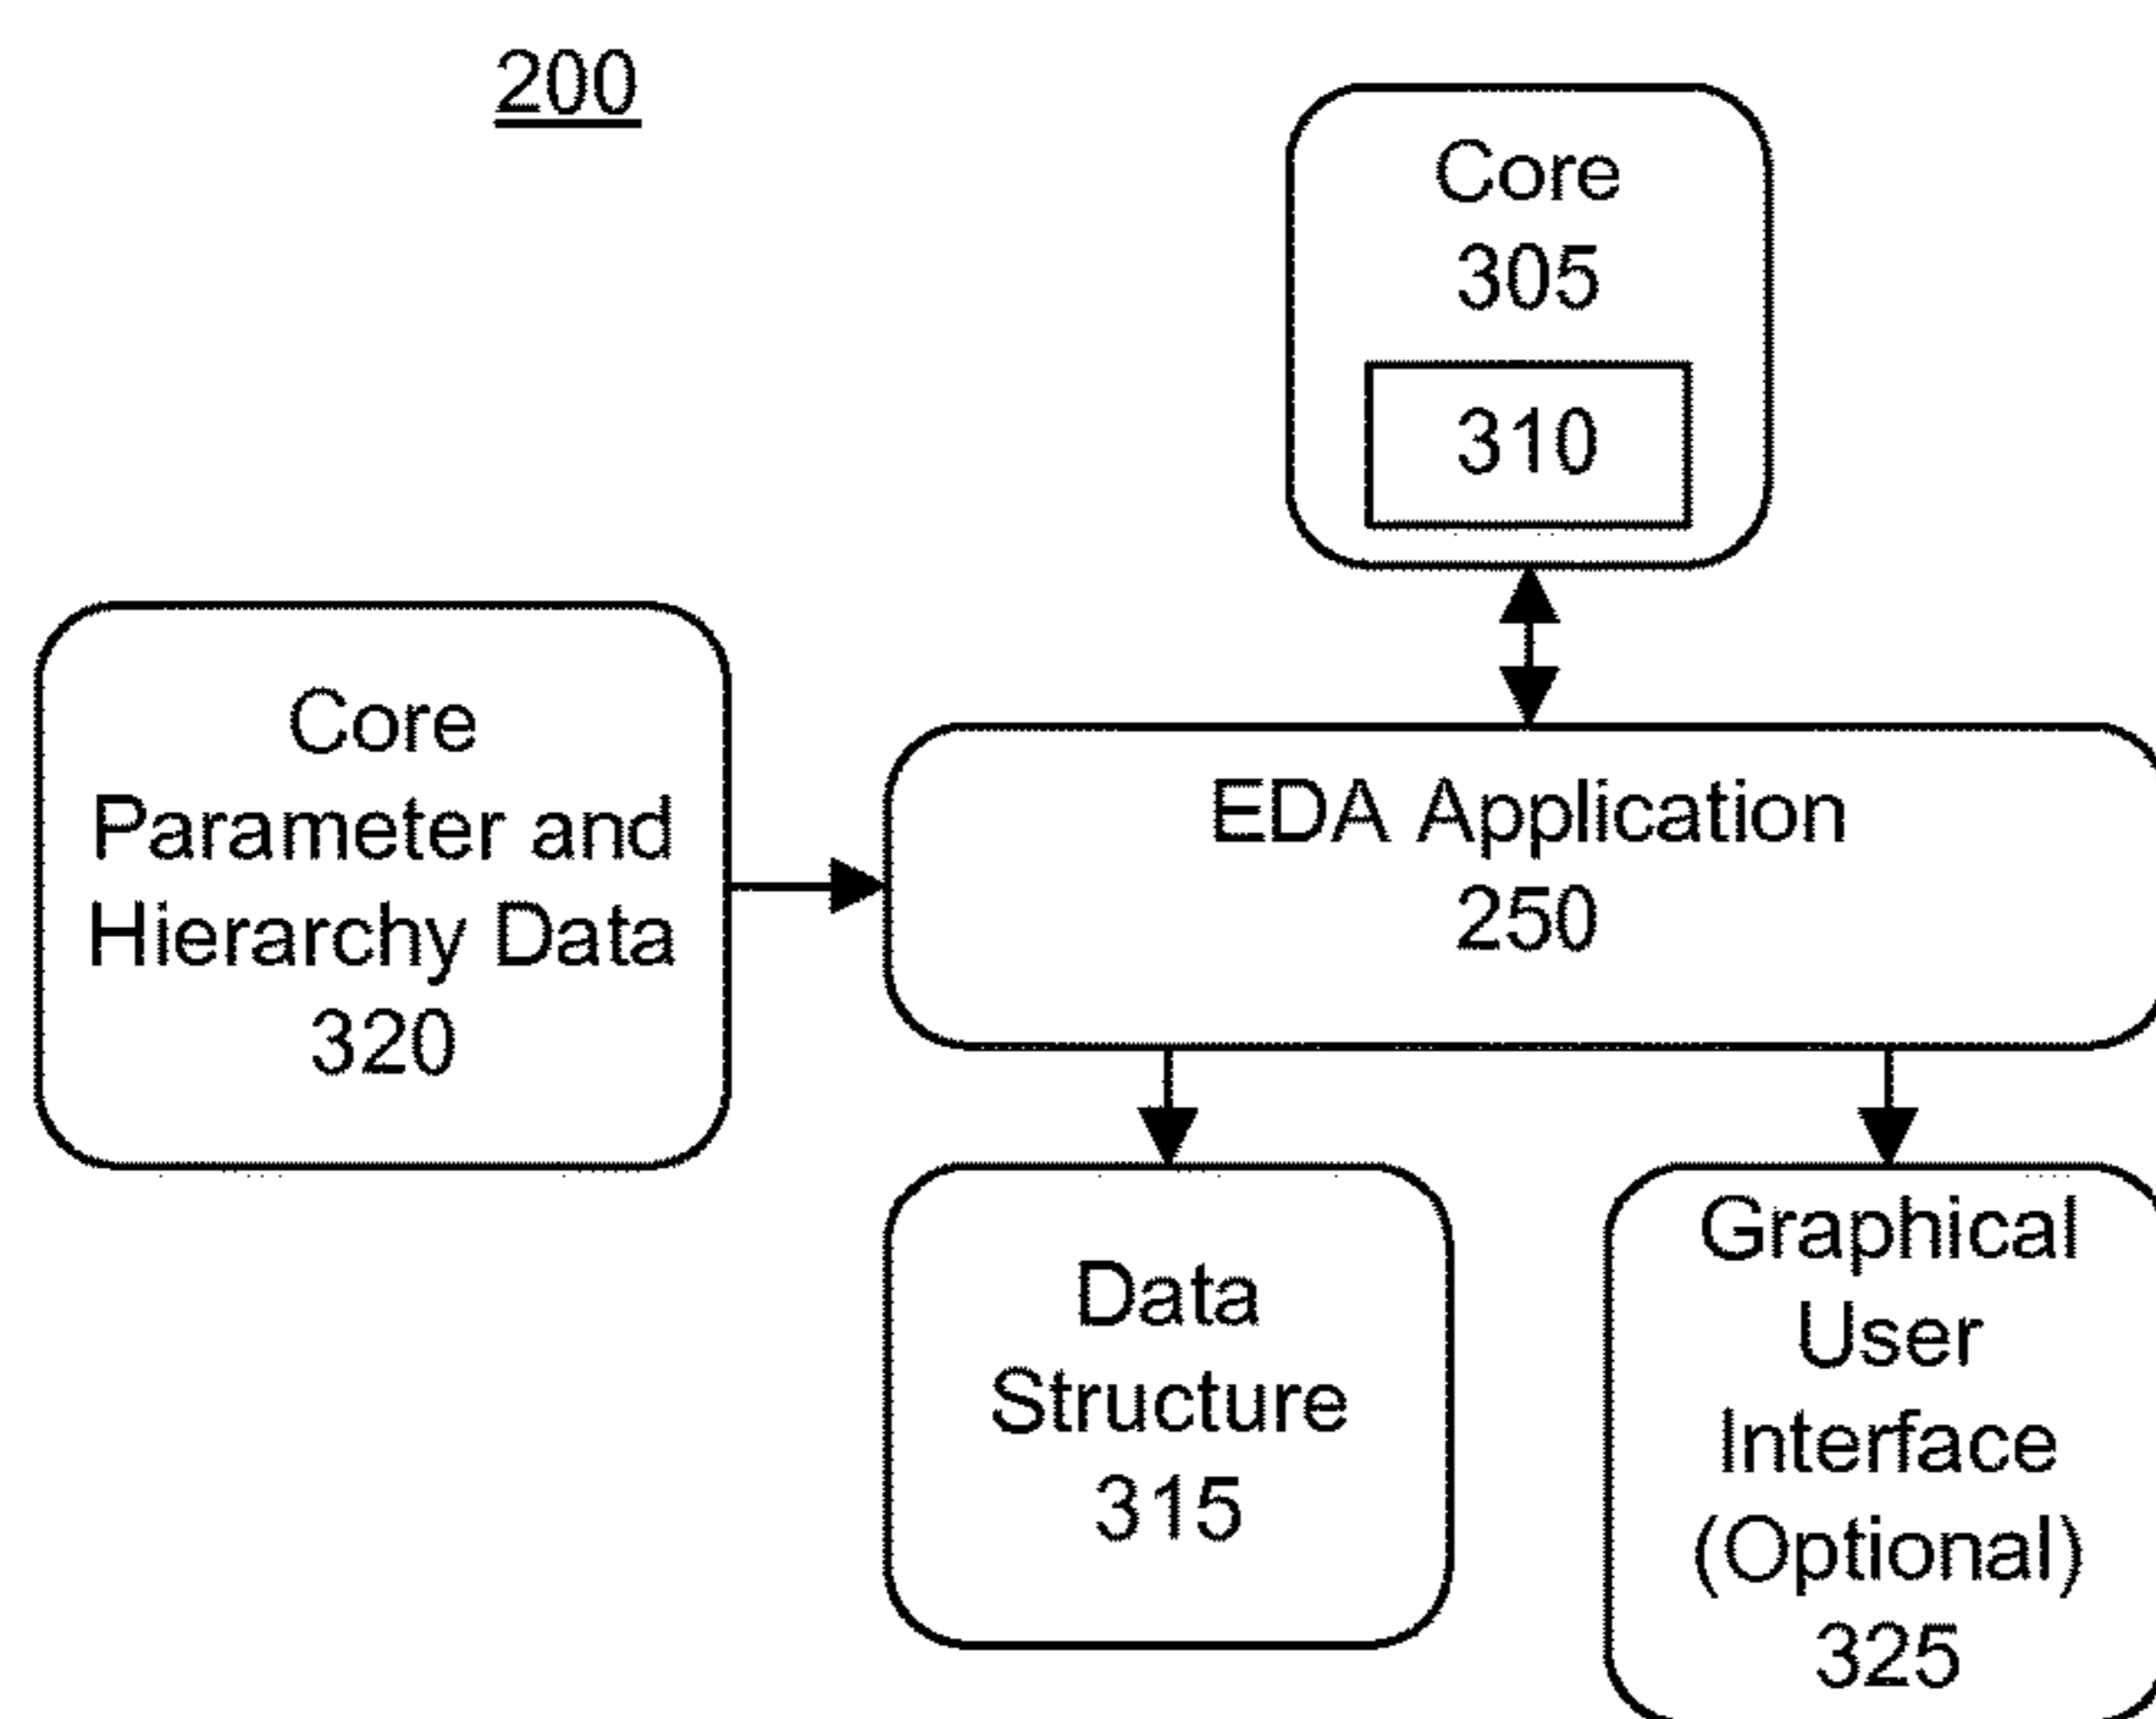 200
Core
305
310
Core
Parameter and
Hierarchy Data
320
EDA Application
250
Data
Structure
315
Graphical
User
Interface
(Optional)
325